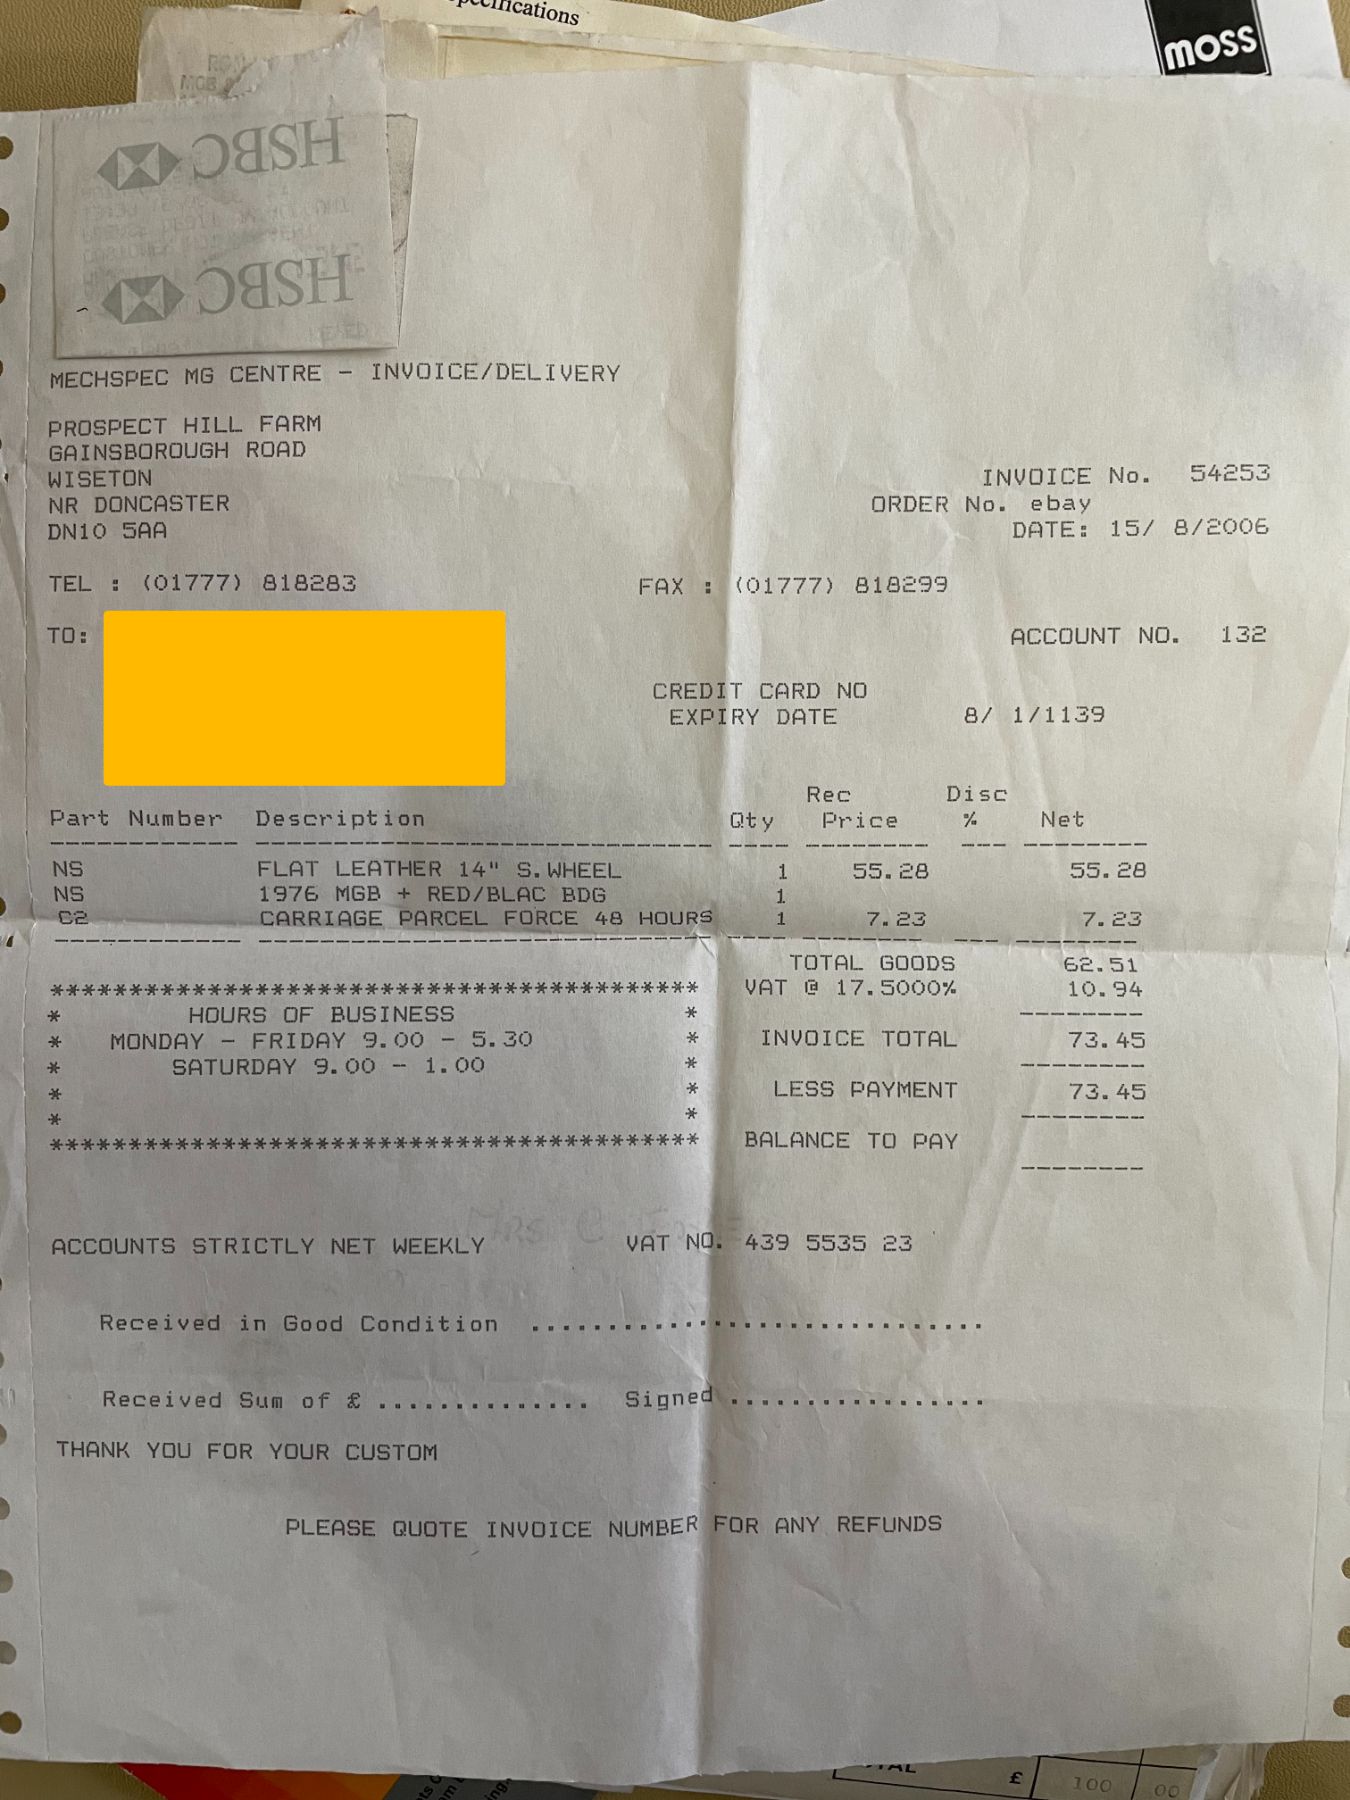 pecifications
moss
HSBC
HSBC
MECHSPEC MG CENTRE - INVOICE/DELIVERY
PROSPECT HILL FARM
GAINSBOROUGH ROAD
WISETON
NR DONCASTER
DN10 5AA
INVOICE No. 54253
ORDER No. ebay
DATE: 15/ 8/2006
TEL : (01777) 818283 FAX : (01777) 818299
TO: ACCOUNT NO. 132
CREDIT CARD NO
EXPIRY DATE 8/ 1/1139
Rec Disc
Part Number Description Qty Price % Net
NS FLAT LEATHER 14" S.WHEEL 1 55.28 55.28
NS 1976 MGB + RED/BLAC BDG 1
C2 CARRIAGE PARCEL FORCE 48 HOURS 1 7.23 7.23
TOTAL GOODS 62.51
VAT @ 17.5000% 10.94
******************************************
* HOURS OF BUSINESS *
* MONDAY - FRIDAY 9.00 - 5.30 *
* SATURDAY 9.00 - 1.00 *
* *
* *
******************************************
INVOICE TOTAL 73.45
LESS PAYMENT 73.45
BALANCE TO PAY
ACCOUNTS STRICTLY NET WEEKLY VAT NO. 439 5535 23
Received in Good Condition ..............................
Received Sum of £ .............. Signed .................
THANK YOU FOR YOUR CUSTOM
PLEASE QUOTE INVOICE NUMBER FOR ANY REFUNDS
£ 100 00